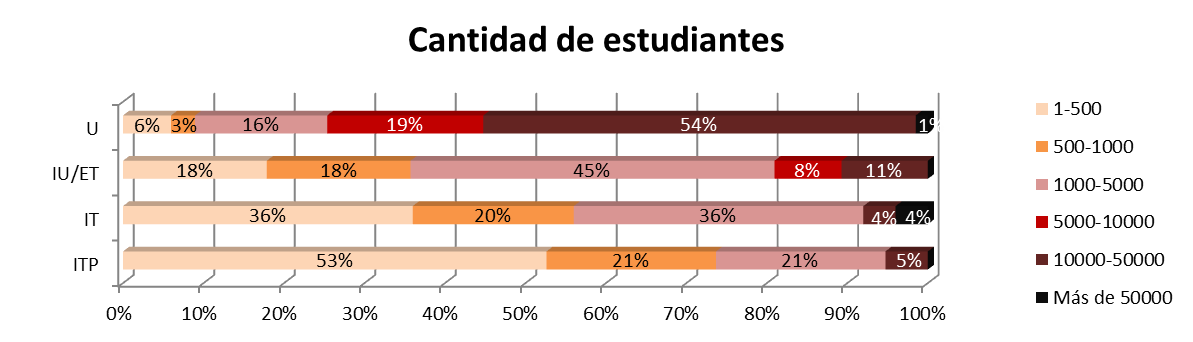 Cantidad de estudiantes
U 6% 3% 16% 19% 54% 1%
IU/ET 18% 18% 45% 8% 11%
IT 36% 20% 36% 4% 4%
ITP 53% 21% 21% 5%
0% 10% 20% 30% 40% 50% 60% 70% 80% 90% 100%
1-500
500-1000
1000-5000
5000-10000
10000-50000
Más de 50000